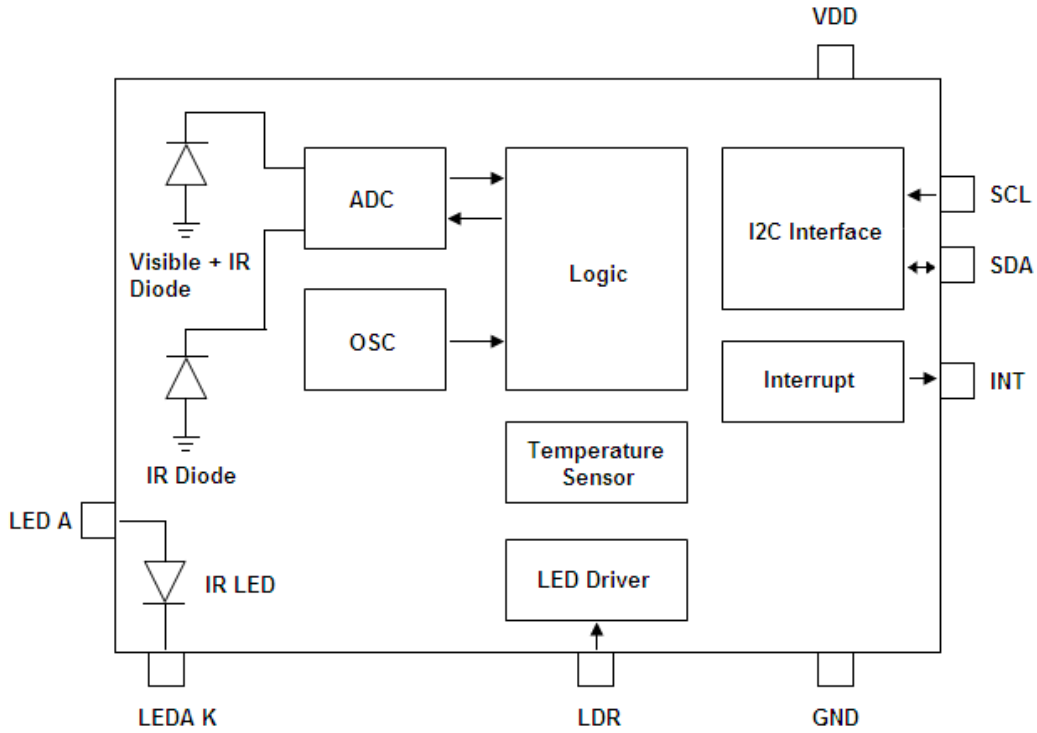 VDD
ADC
Logic
I2C Interface
SCL
SDA
Visible + IR
Diode
OSC
Interrupt
INT
IR Diode
Temperature
Sensor
LED A
IR LED
LED Driver
LEDA K
LDR
GND